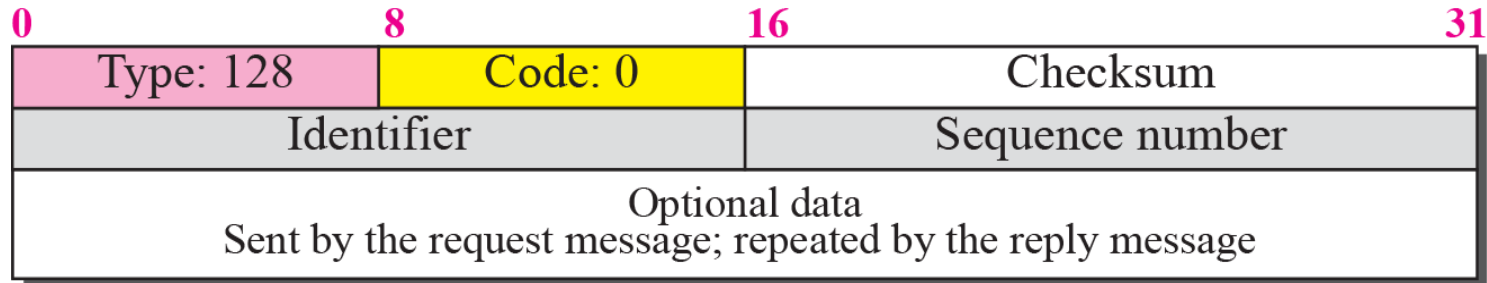 0 8 16 31
Type: 128 Code: 0 Checksum
Identifier Sequence number
Optional data
Sent by the request message; repeated by the reply message